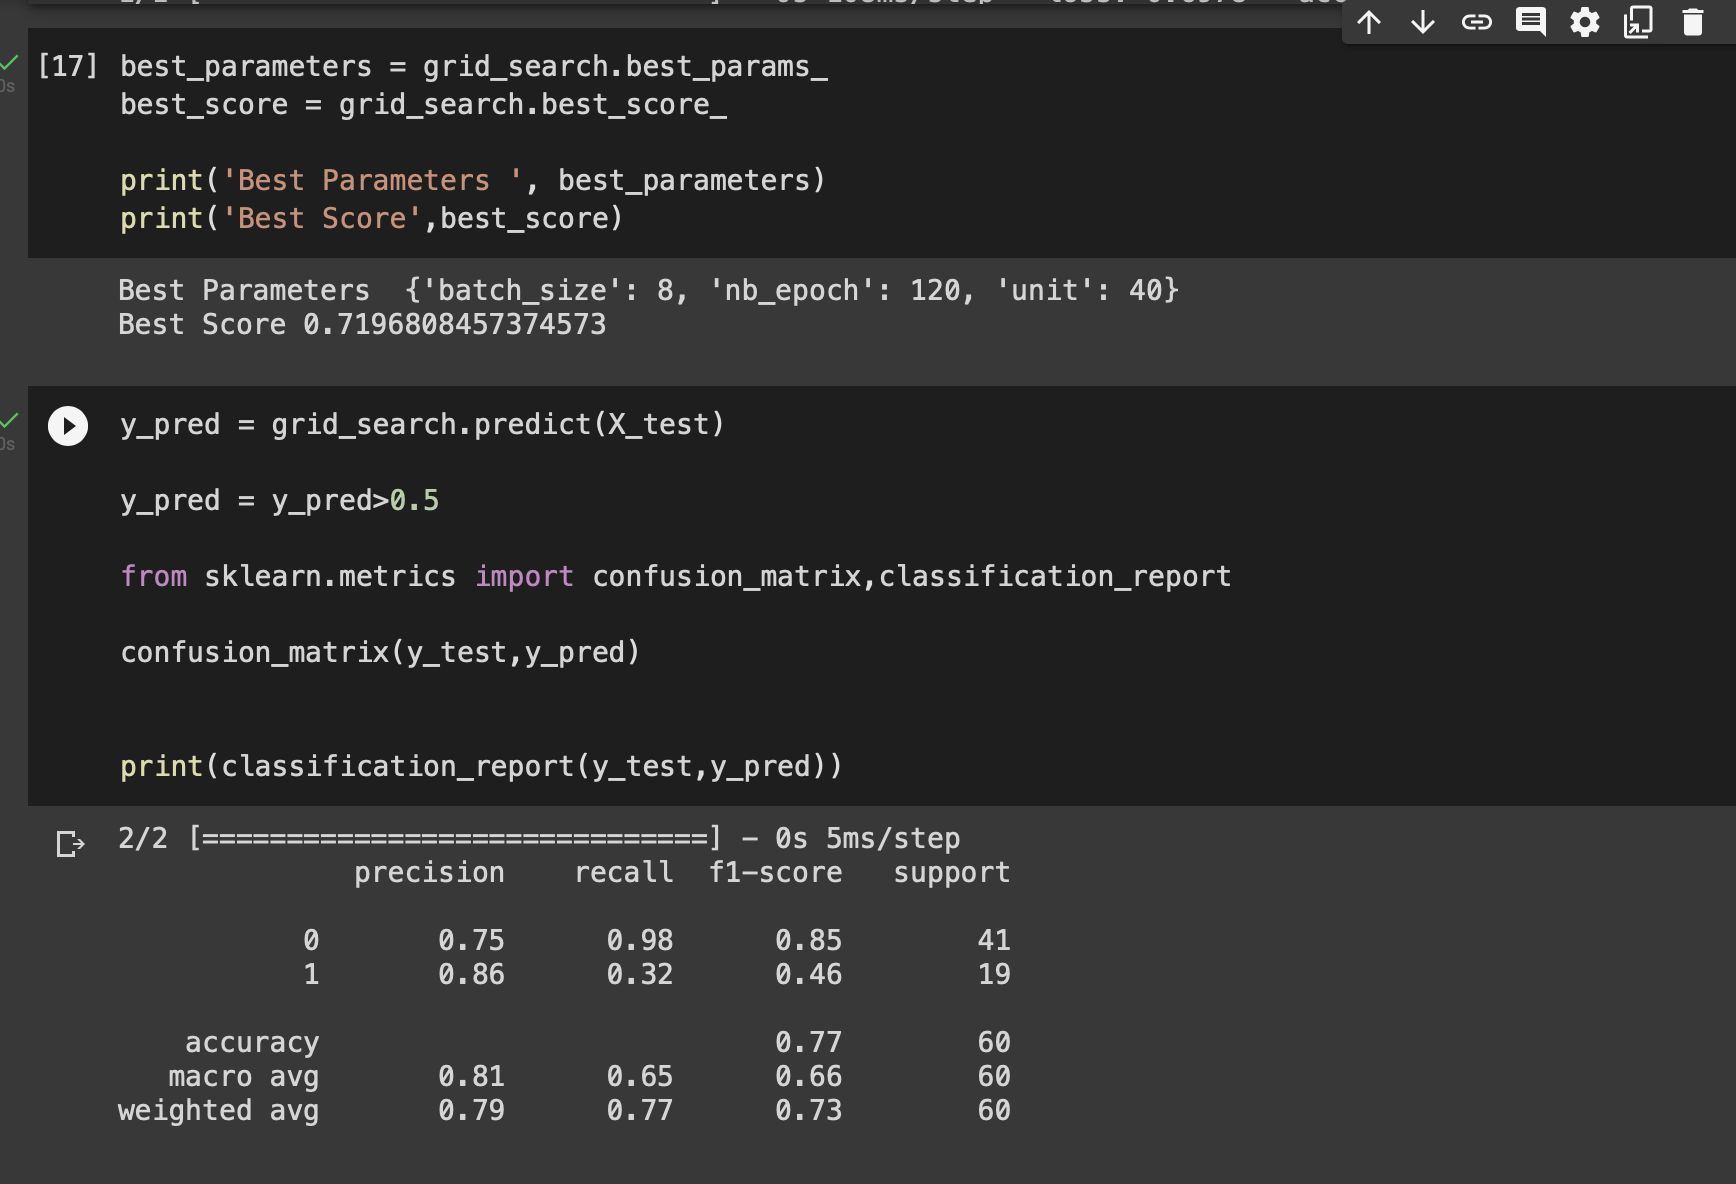 [17] best_parameters = grid_search.best_params_
0s
best_score = grid_search.best_score_
print('Best Parameters ', best_parameters)
print('Best Score',best_score)
Best Parameters  {'batch_size': 8, 'nb_epoch': 120, 'unit': 40}
Best Score 0.7196808457374573
y_pred = grid_search.predict(X_test)
0s
y_pred = y_pred>0.5
from sklearn.metrics import confusion_matrix,classification_report
confusion_matrix(y_test,y_pred)
print(classification_report(y_test,y_pred))
2/2 [==============================] - 0s 5ms/step
precision    recall  f1-score   support
0       0.75      0.98      0.85        41
1       0.86      0.32      0.46        19
accuracy                           0.77        60
macro avg       0.81      0.65      0.66        60
weighted avg       0.79      0.77      0.73        60